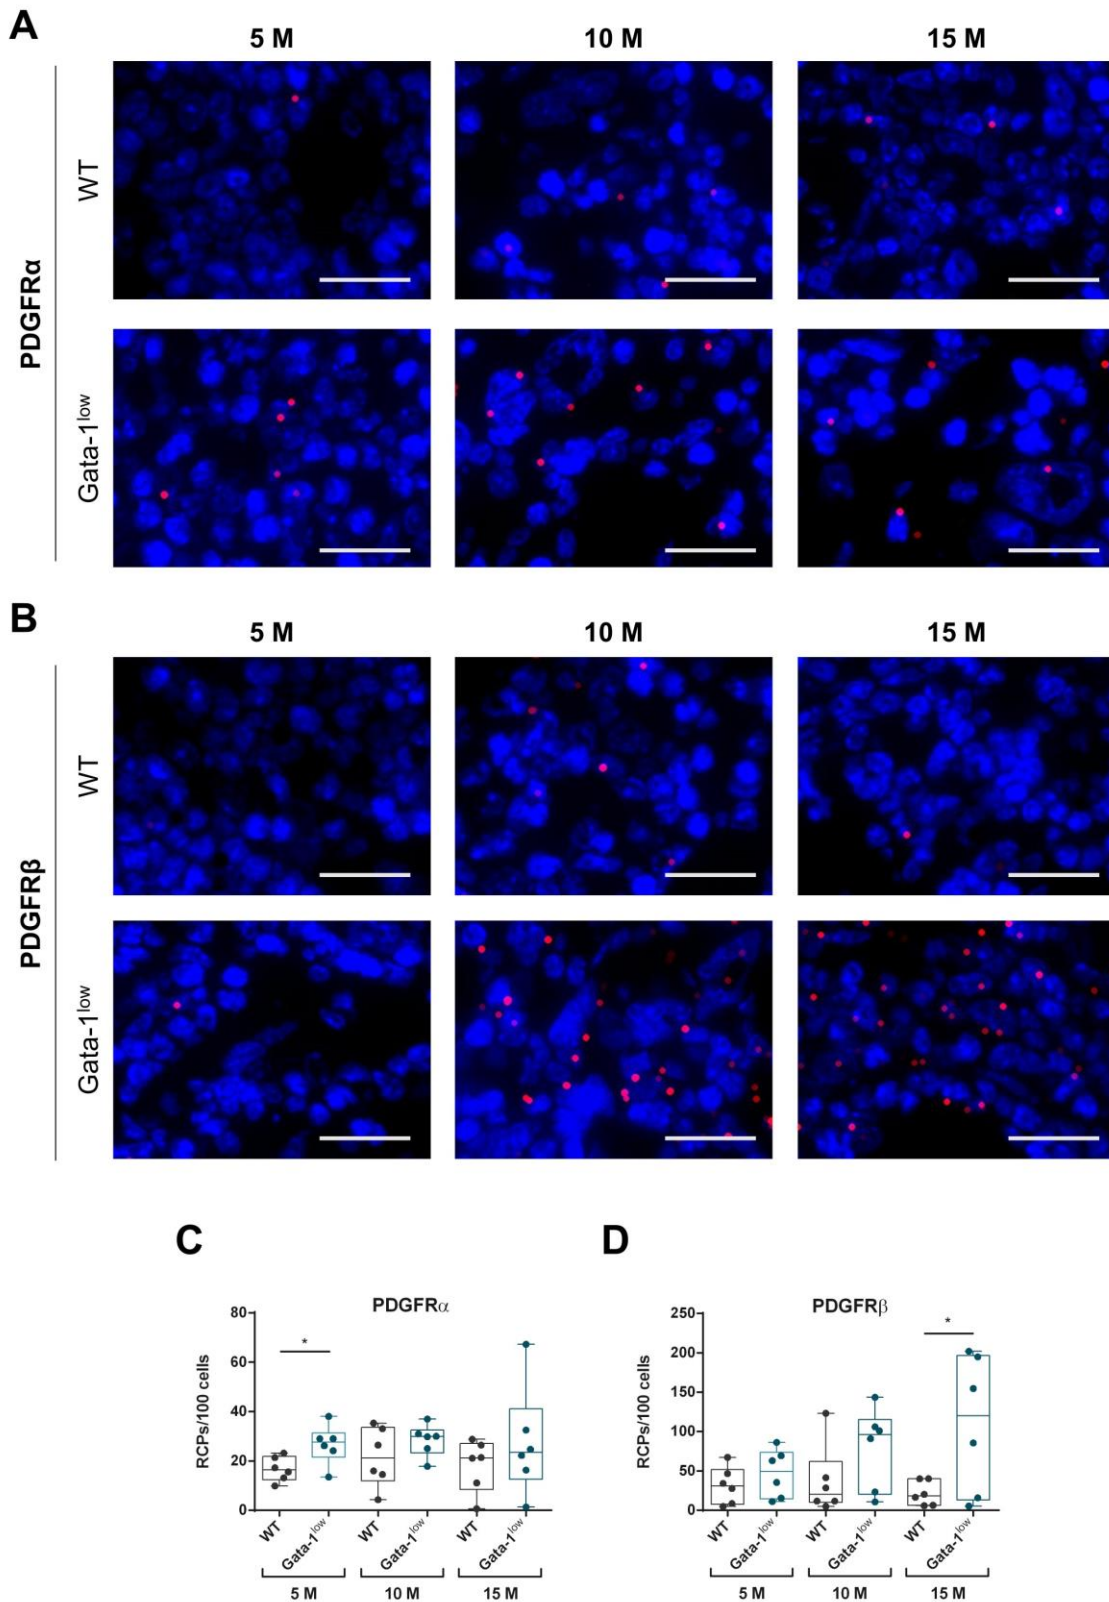 A
5 M 10 M 15 M
PDGFRα
WT
Gata-1low
B
5 M 10 M 15 M
PDGFRβ
WT
Gata-1low
C
PDGFRα
RCPs/100 cells
80
60
40
20
0
WT Gata-1low WT Gata-1low WT Gata-1low
5 M 10 M 15 M
*
D
PDGFRβ
RCPs/100 cells
250
200
150
100
50
0
WT Gata-1low WT Gata-1low WT Gata-1low
5 M 10 M 15 M
*